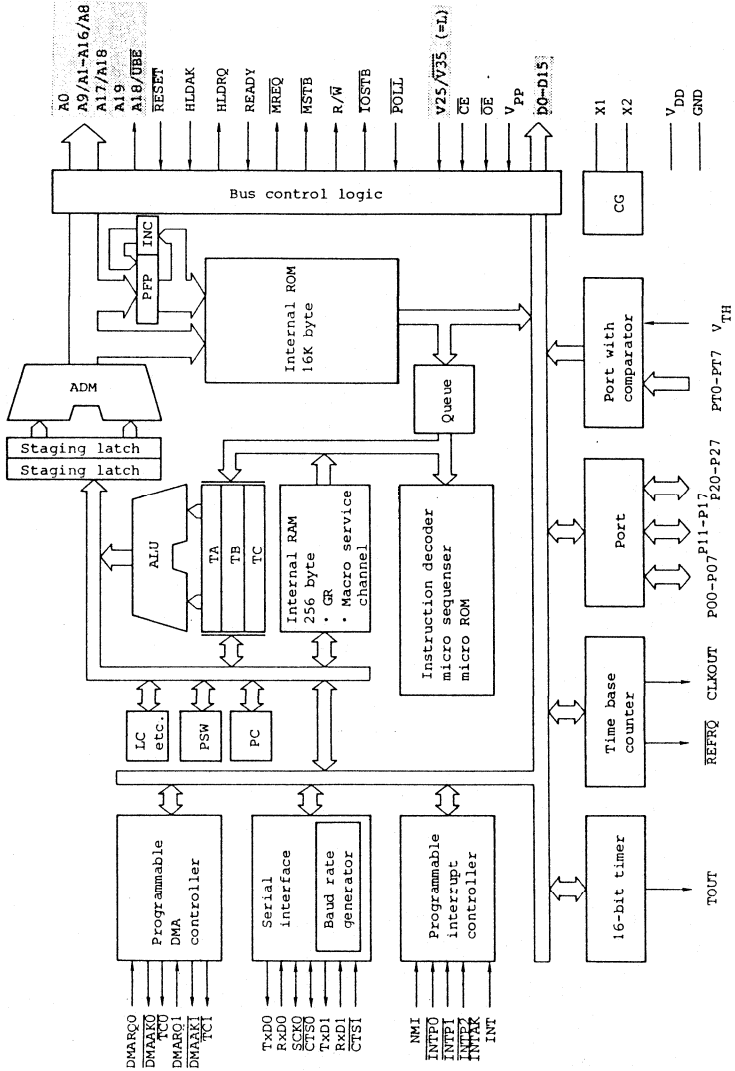 A0
A9/A1-A16/A8
A17/A18
A19
A18/UBE
RESET
HLDAK
HLDRQ
READY
MREQ
MSTB
R/W
IOSTB
POLL
V25/V35 (=L)
CE
OE
VPP
D0-D15
X1
X2
VDD
GND
Bus control logic
CG
INC
PFP
Internal ROM
16K byte
ADM
Staging latch
Staging latch
Queue
Port with
comparator
VTH
PT0-PT7
ALU
TA
TB
TC
Internal RAM
256 byte
· GR
· Macro service
channel
Instruction decoder
micro sequenser
micro ROM
Port
P20-P27
P11-P17
P00-P07
LC
etc.
PSW
PC
Time base
counter
CLKOUT
REFRQ
Programmable
DMA
controller
Serial
interface
Baud rate
generator
Programmable
interrupt
controller
16-bit timer
TOUT
DMARQ0
DMAAK0
TC0
DMARQ1
DMAAK1
TC1
TxD0
RxD0
SCK0
CTS0
TxD1
RxD1
CTS1
NMI
INTP0
INTP1
INTP2
INTAK
INT